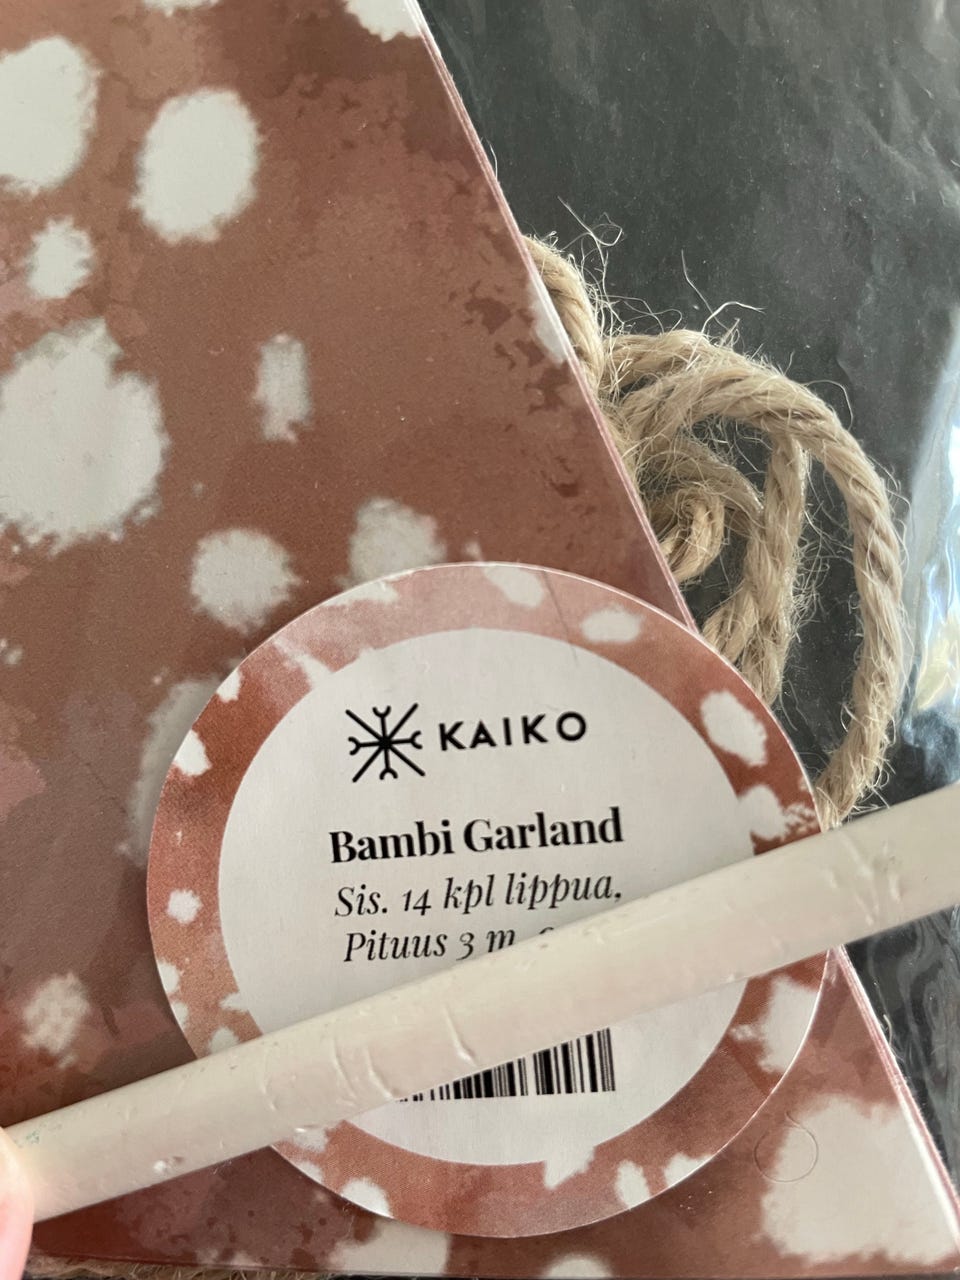 KAIKO
Bambi Garland
Sis. 14 kpl lippua,
Pituus 3 m